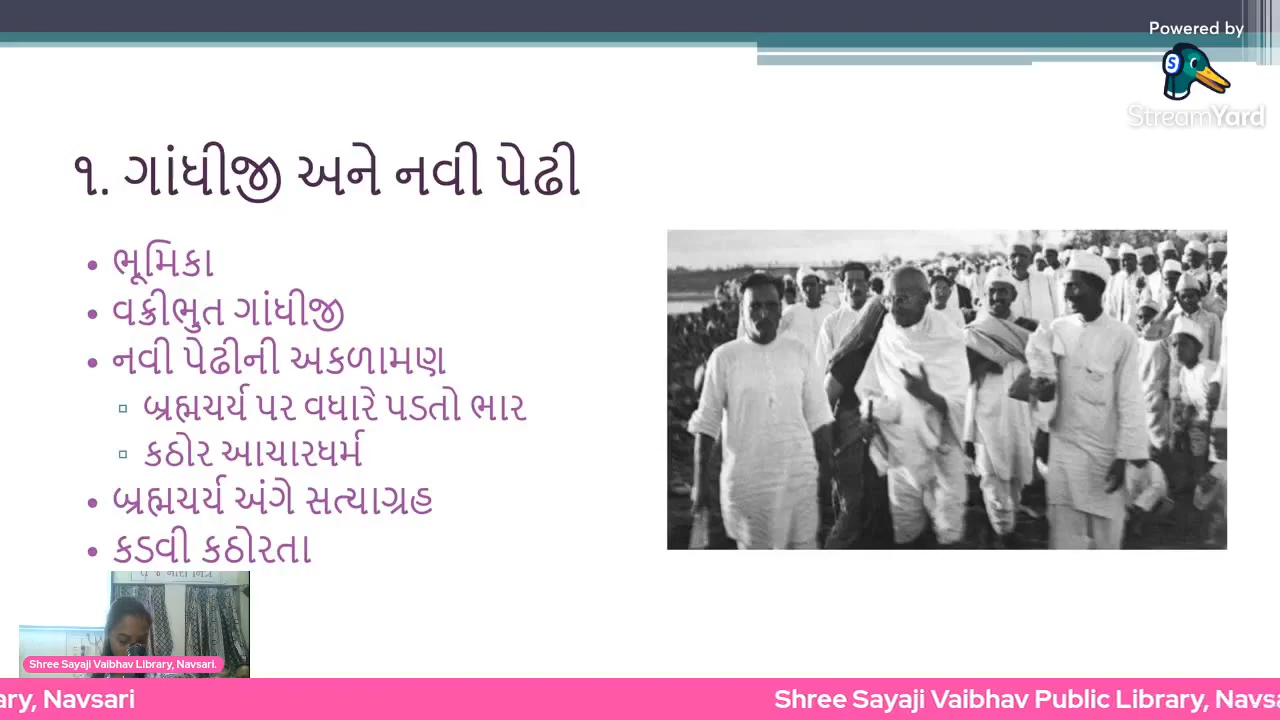 Powered by
S
StreamYard
૧. ગાંધીજી અને નવી પેઢી
• ભૂમિકા
• વક્રીભુત ગાંધીજી
• નવી પેઢીની અકળામણ
▫ બ્રહ્મચર્ય પર વધારે પડતો ભાર
▫ કઠોર આચારધર્મ
• બ્રહ્મચર્ય અંગે સત્યાગ્રહ
• કડવી કઠોરતા
Shree Sayaji Vaibhav Library, Navsari.
ary, Navsari
Shree Sayaji Vaibhav Public Library, Navsa